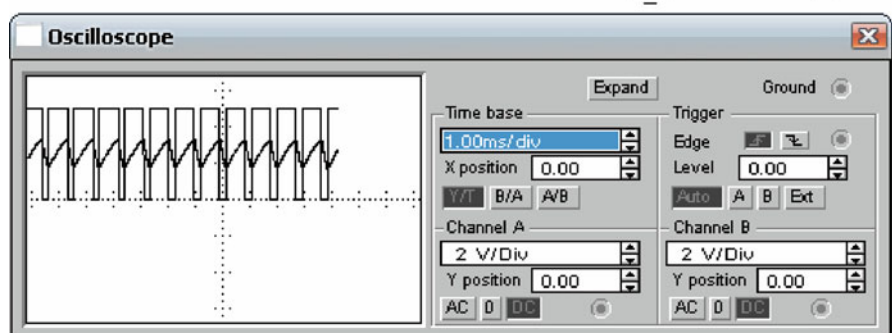 Oscilloscope
Expand
Ground
Time base
1.00ms/div
X position 0.00
Y/T B/A A/B
Trigger
Edge
Level 0.00
Auto A B Ext
Channel A
2 V/Div
Y position 0.00
AC 0 DC
Channel B
2 V/Div
Y position 0.00
AC 0 DC